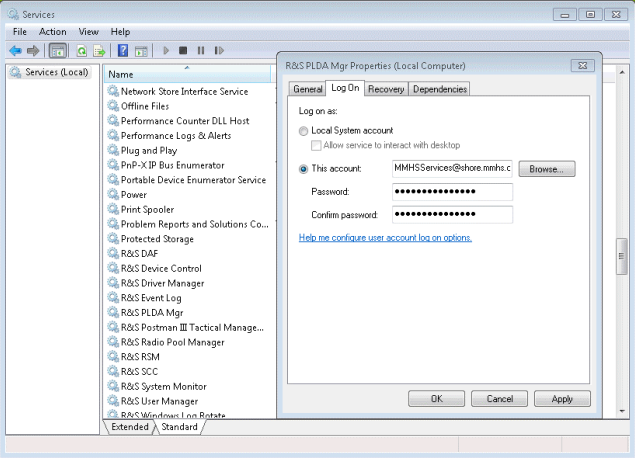 Services
File Action View Help
Services (Local)
Name
Network Store Interface Service
Offline Files
Performance Counter DLL Host
Performance Logs & Alerts
Plug and Play
PnP-X IP Bus Enumerator
Portable Device Enumerator Service
Power
Print Spooler
Problem Reports and Solutions Co...
Protected Storage
R&S DAF
R&S Device Control
R&S Driver Manager
R&S Event Log
R&S PLDA Mgr
R&S Postman III Tactical Manage...
R&S Radio Pool Manager
R&S RSM
R&S SCC
R&S System Monitor
R&S User Manager
R&S Windows Log Rotate
Extended Standard
R&S PLDA Mgr Properties (Local Computer)
General Log On Recovery Dependencies
Log on as:
Local System account
Allow service to interact with desktop
This account: MMHSServices@shore.mmhs.c Browse...
Password: •••••••••••••••
Confirm password: •••••••••••••••
Help me configure user account log on options.
OK Cancel Apply